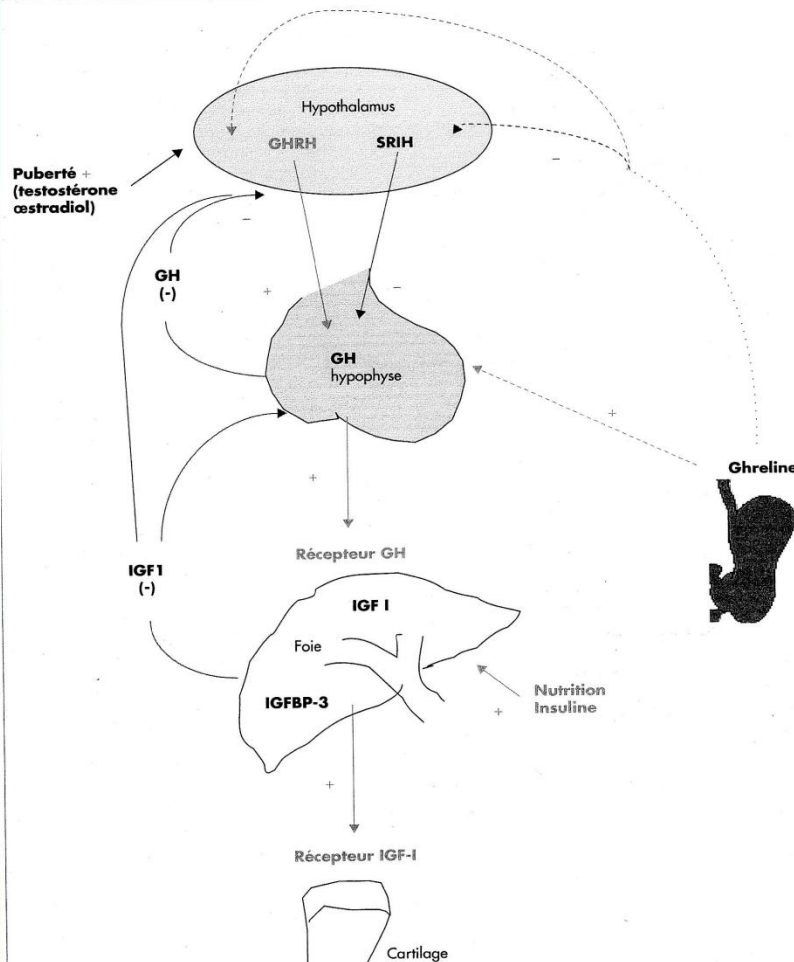 Hypothalamus
GHRH
SRIH
–
Puberté +
(testostérone
œstradiol)
–
GH
(-)
+
–
GH
hypophyse
+
Ghreline
+
Récepteur GH
IGF1
(-)
IGF I
Foie
IGFBP-3
Nutrition
Insuline
+
+
Récepteur IGF-I
Cartilage